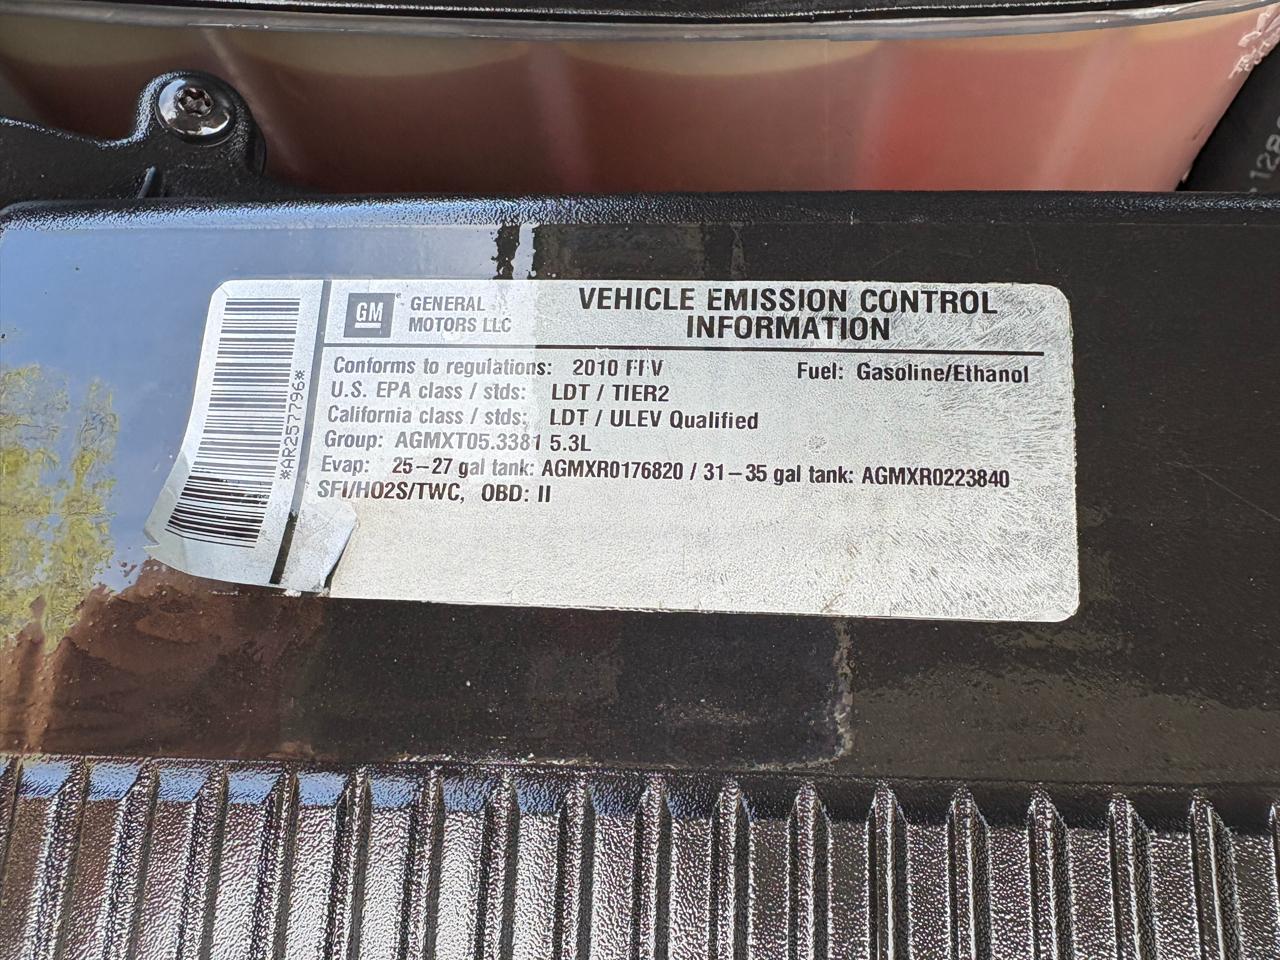 GM GENERAL MOTORS LLC
VEHICLE EMISSION CONTROL
INFORMATION
Conforms to regulations: 2010 FFV Fuel: Gasoline/Ethanol
U.S. EPA class / stds: LDT / TIER2
California class / stds: LDT / ULEV Qualified
Group: AGMXT05.3381 5.3L
Evap: 25-27 gal tank: AGMXR0176820 / 31-35 gal tank: AGMXR0223840
SFI/HO2S/TWC, OBD: II
*AR257796*